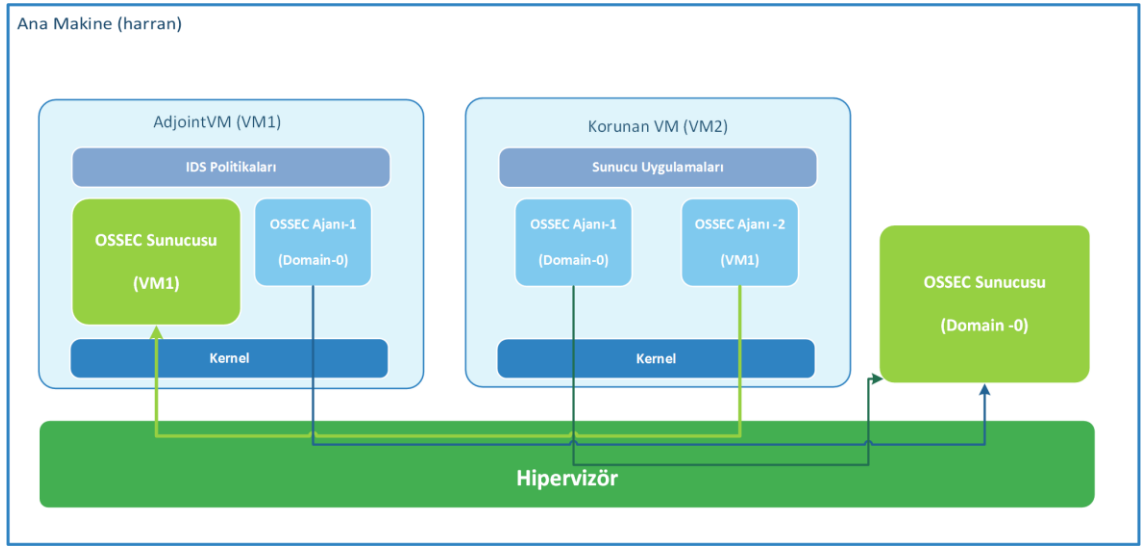 Ana Makine (harran)
AdjointVM (VM1)
IDS Politikaları
OSSEC Sunucusu
(VM1)
OSSEC Ajanı-1
(Domain-0)
Kernel
Korunan VM (VM2)
Sunucu Uygulamaları
OSSEC Ajanı-1
(Domain-0)
OSSEC Ajanı -2
(VM1)
Kernel
OSSEC Sunucusu
(Domain -0)
Hipervizör